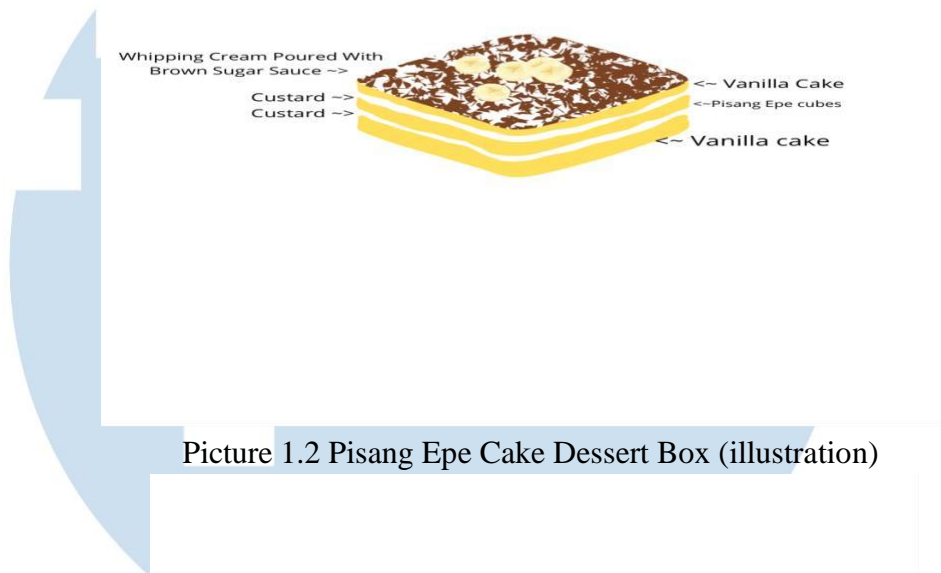 Whipping Cream Poured With
Brown Sugar Sauce ~>
Custard ~>
Custard ~>
<~ Vanilla Cake
<~Pisang Epe cubes
<~ Vanilla cake
Picture 1.2 Pisang Epe Cake Dessert Box (illustration)